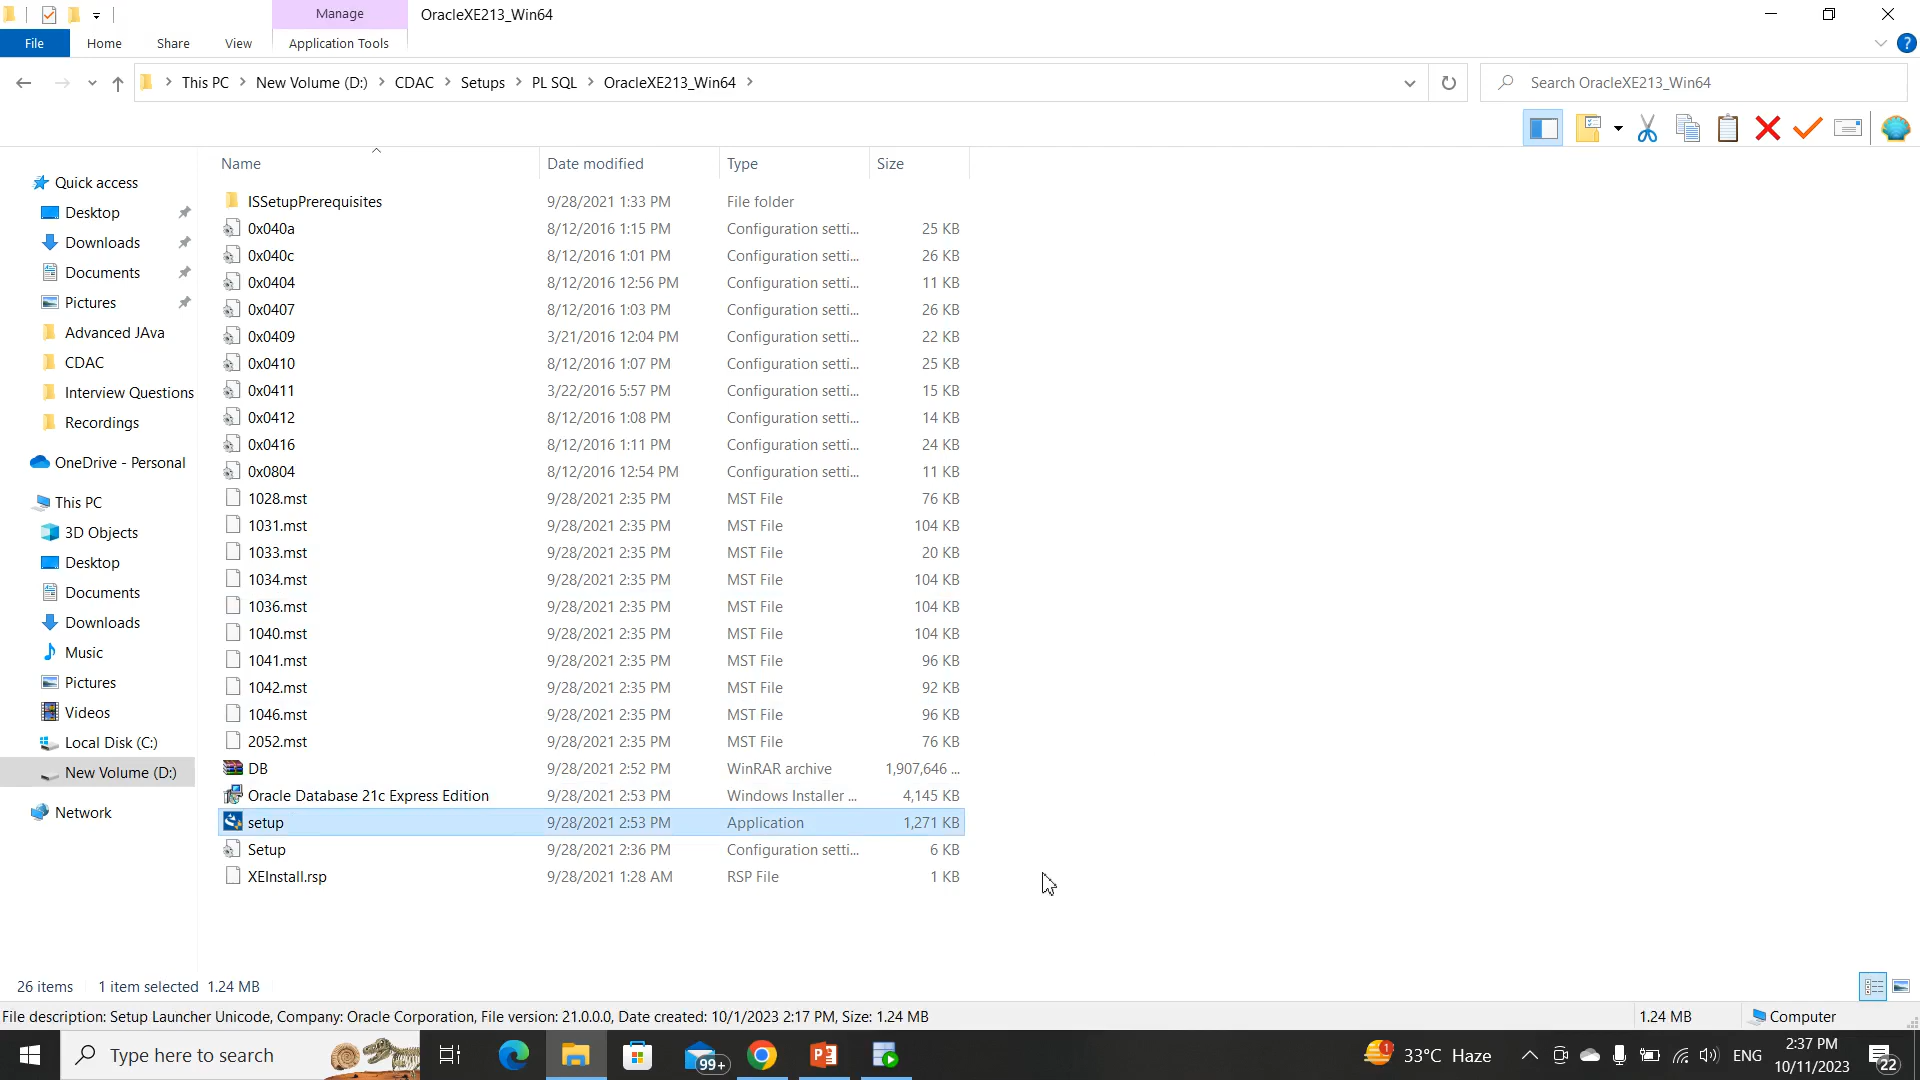 Manage
OracleXE213_Win64
File
Home
Share
View
Application Tools
This PC
New Volume (D:)
CDAC
Setups
PL SQL
OracleXE213_Win64
Search OracleXE213_Win64
Name
Date modified
Type
Size
Quick access
Desktop
Downloads
Documents
Pictures
Advanced JAva
CDAC
Interview Questions
Recordings
OneDrive - Personal
This PC
3D Objects
Desktop
Documents
Downloads
Music
Pictures
Videos
Local Disk (C:)
New Volume (D:)
Network
ISSetupPrerequisites 9/28/2021 1:33 PM File folder
0x040a 8/12/2016 1:15 PM Configuration setti... 25 KB
0x040c 8/12/2016 1:01 PM Configuration setti... 26 KB
0x0404 8/12/2016 12:56 PM Configuration setti... 11 KB
0x0407 8/12/2016 1:03 PM Configuration setti... 26 KB
0x0409 3/21/2016 12:04 PM Configuration setti... 22 KB
0x0410 8/12/2016 1:07 PM Configuration setti... 25 KB
0x0411 3/22/2016 5:57 PM Configuration setti... 15 KB
0x0412 8/12/2016 1:08 PM Configuration setti... 14 KB
0x0416 8/12/2016 1:11 PM Configuration setti... 24 KB
0x0804 8/12/2016 12:54 PM Configuration setti... 11 KB
1028.mst 9/28/2021 2:35 PM MST File 76 KB
1031.mst 9/28/2021 2:35 PM MST File 104 KB
1033.mst 9/28/2021 2:35 PM MST File 20 KB
1034.mst 9/28/2021 2:35 PM MST File 104 KB
1036.mst 9/28/2021 2:35 PM MST File 104 KB
1040.mst 9/28/2021 2:35 PM MST File 104 KB
1041.mst 9/28/2021 2:35 PM MST File 96 KB
1042.mst 9/28/2021 2:35 PM MST File 92 KB
1046.mst 9/28/2021 2:35 PM MST File 96 KB
2052.mst 9/28/2021 2:35 PM MST File 76 KB
DB 9/28/2021 2:52 PM WinRAR archive 1,907,646 ...
Oracle Database 21c Express Edition 9/28/2021 2:53 PM Windows Installer ... 4,145 KB
setup 9/28/2021 2:53 PM Application 1,271 KB
Setup 9/28/2021 2:36 PM Configuration setti... 6 KB
XEInstall.rsp 9/28/2021 1:28 AM RSP File 1 KB
26 items 1 item selected 1.24 MB
File description: Setup Launcher Unicode, Company: Oracle Corporation, File version: 21.0.0.0, Date created: 10/1/2023 2:17 PM, Size: 1.24 MB
1.24 MB
Computer
Type here to search
99+
1
33°C Haze
ENG
2:37 PM
10/11/2023
22